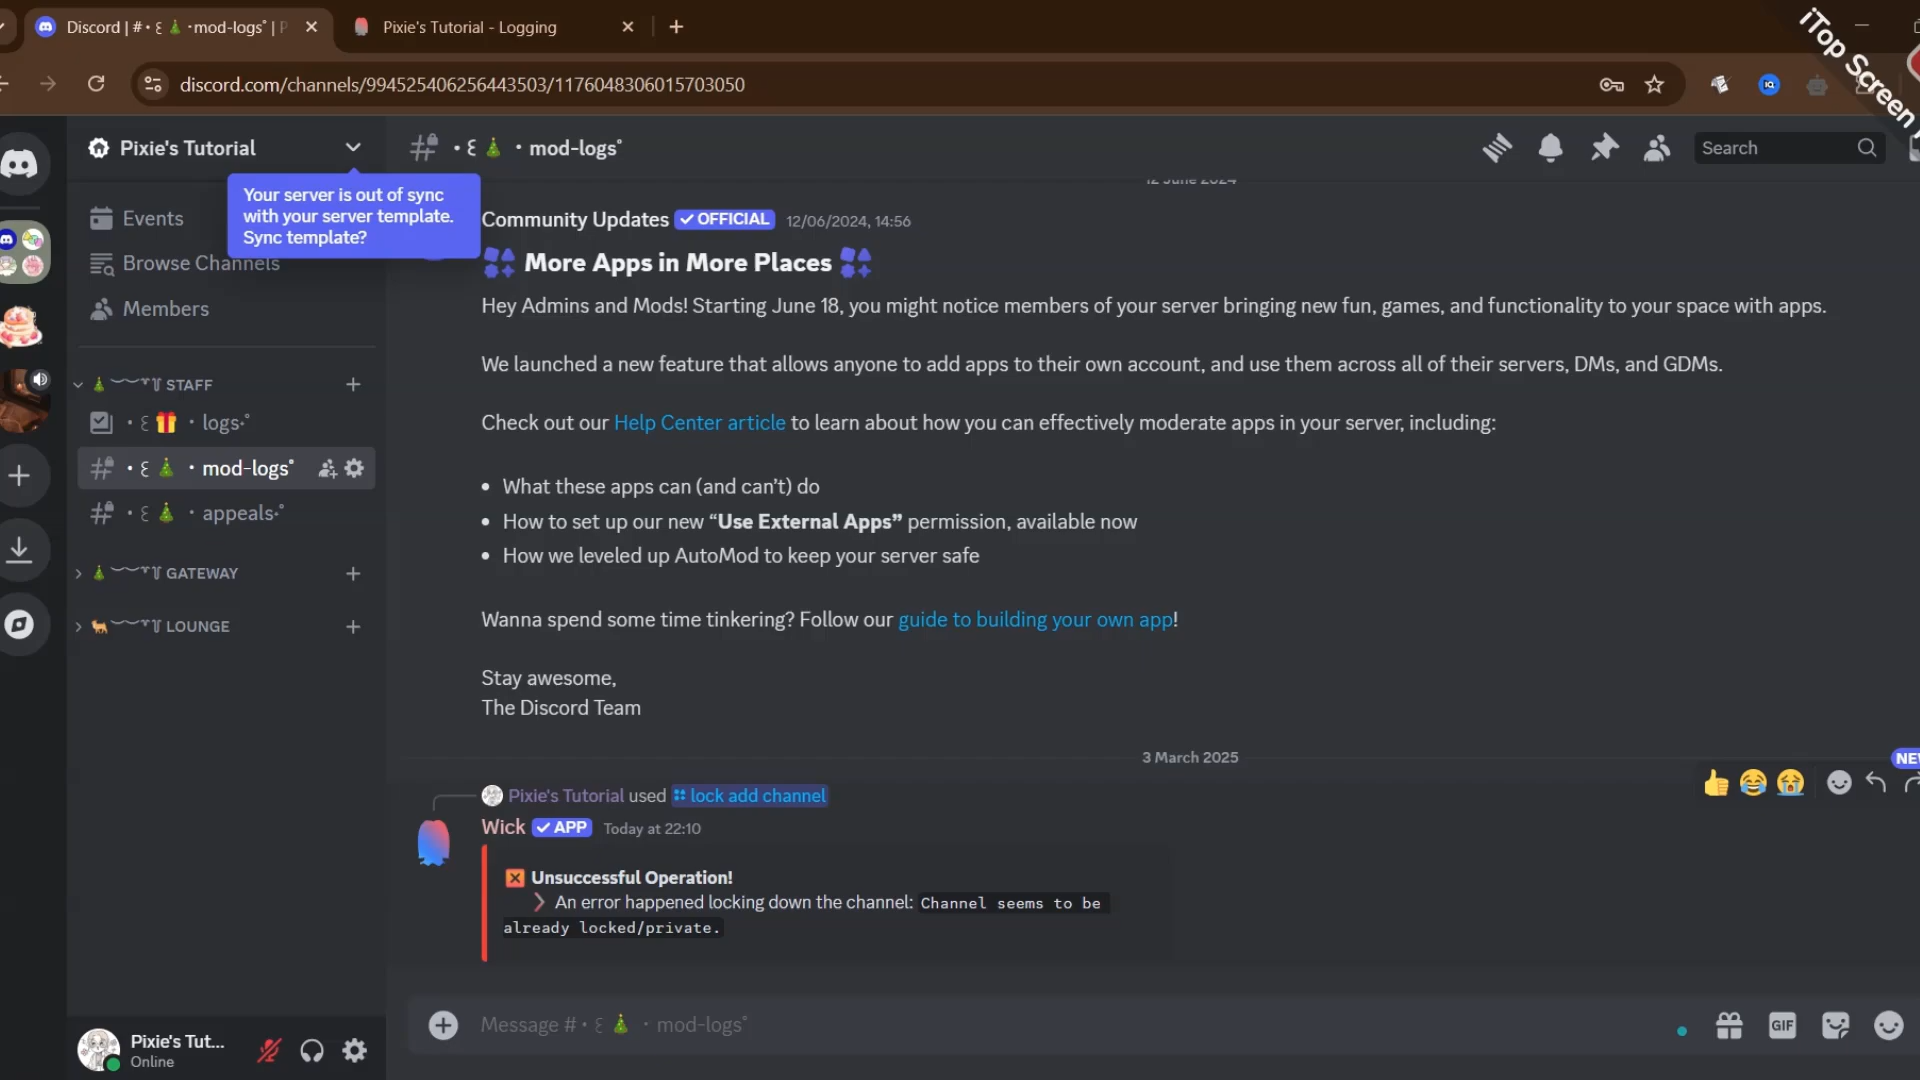 Discord | # • ꒰ 🎄 ・mod-logs˚ | P
Pixie's Tutorial - Logging
iTop Screen
discord.com/channels/994525406256443503/1176048306015703050
Pixie's Tutorial
• ꒰ 🎄 ・mod-logs˚
Search
Your server is out of sync
with your server template.
Sync template?
Events
Browse Channels
Members
STAFF
• ꒰ 🎁 ・logs˚
• ꒰ 🎄 ・mod-logs˚
• ꒰ 🎄 ・appeals˚
GATEWAY
LOUNGE
12 June 2024
Community Updates ✓ OFFICIAL 12/06/2024, 14:56
More Apps in More Places
Hey Admins and Mods! Starting June 18, you might notice members of your server bringing new fun, games, and functionality to your space with apps.
We launched a new feature that allows anyone to add apps to their own account, and use them across all of their servers, DMs, and GDMs.
Check out our Help Center article to learn about how you can effectively moderate apps in your server, including:
• What these apps can (and can’t) do
• How to set up our new “Use External Apps” permission, available now
• How we leveled up AutoMod to keep your server safe
Wanna spend some time tinkering? Follow our guide to building your own app!
Stay awesome,
The Discord Team
3 March 2025
NEW
Pixie's Tutorial used lock add channel
Wick ✓ APP Today at 22:10
Unsuccessful Operation!
An error happened locking down the channel: Channel seems to be
already locked/private.
Message # • ꒰ 🎄 ・mod-logs˚
GIF
Pixie's Tut...
Online